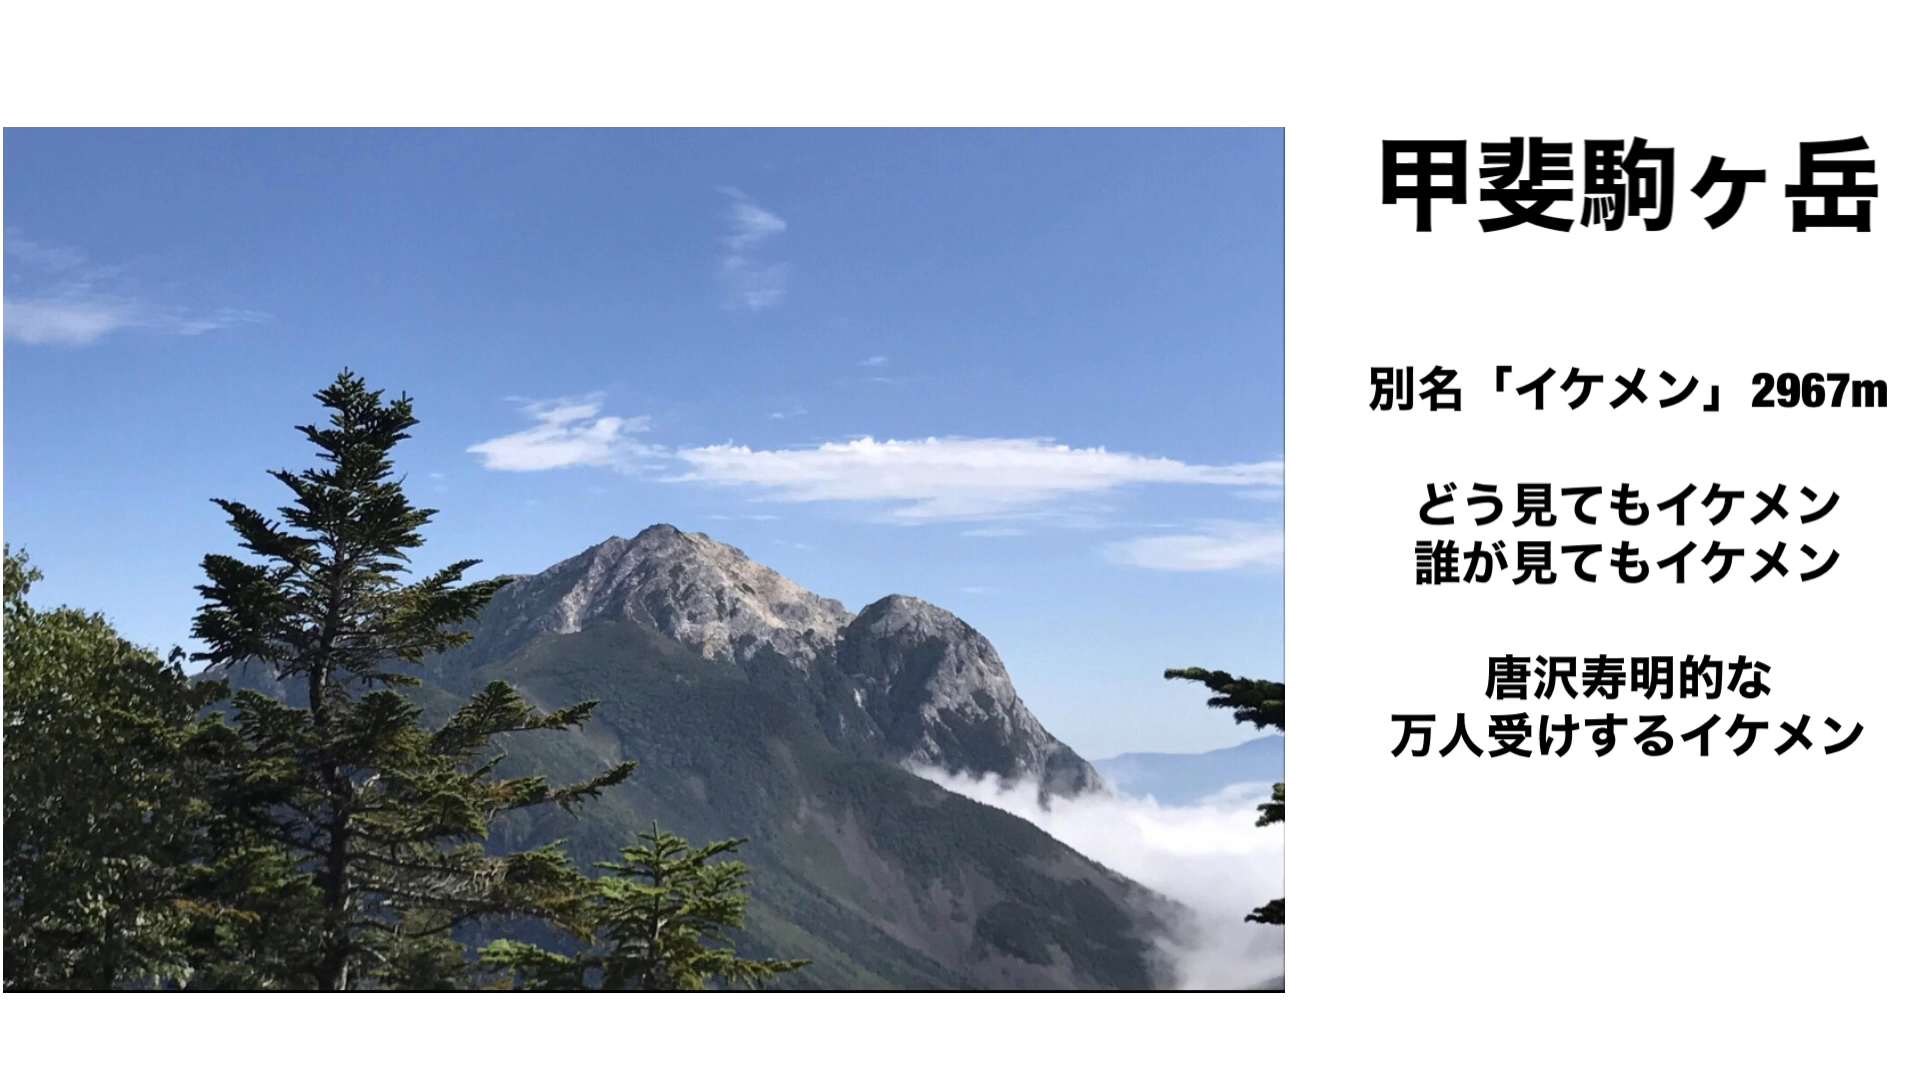 甲斐駒ヶ岳
別名「イケメン」2967m
どう見てもイケメン
誰が見てもイケメン
唐沢寿明的な
万人受けするイケメン